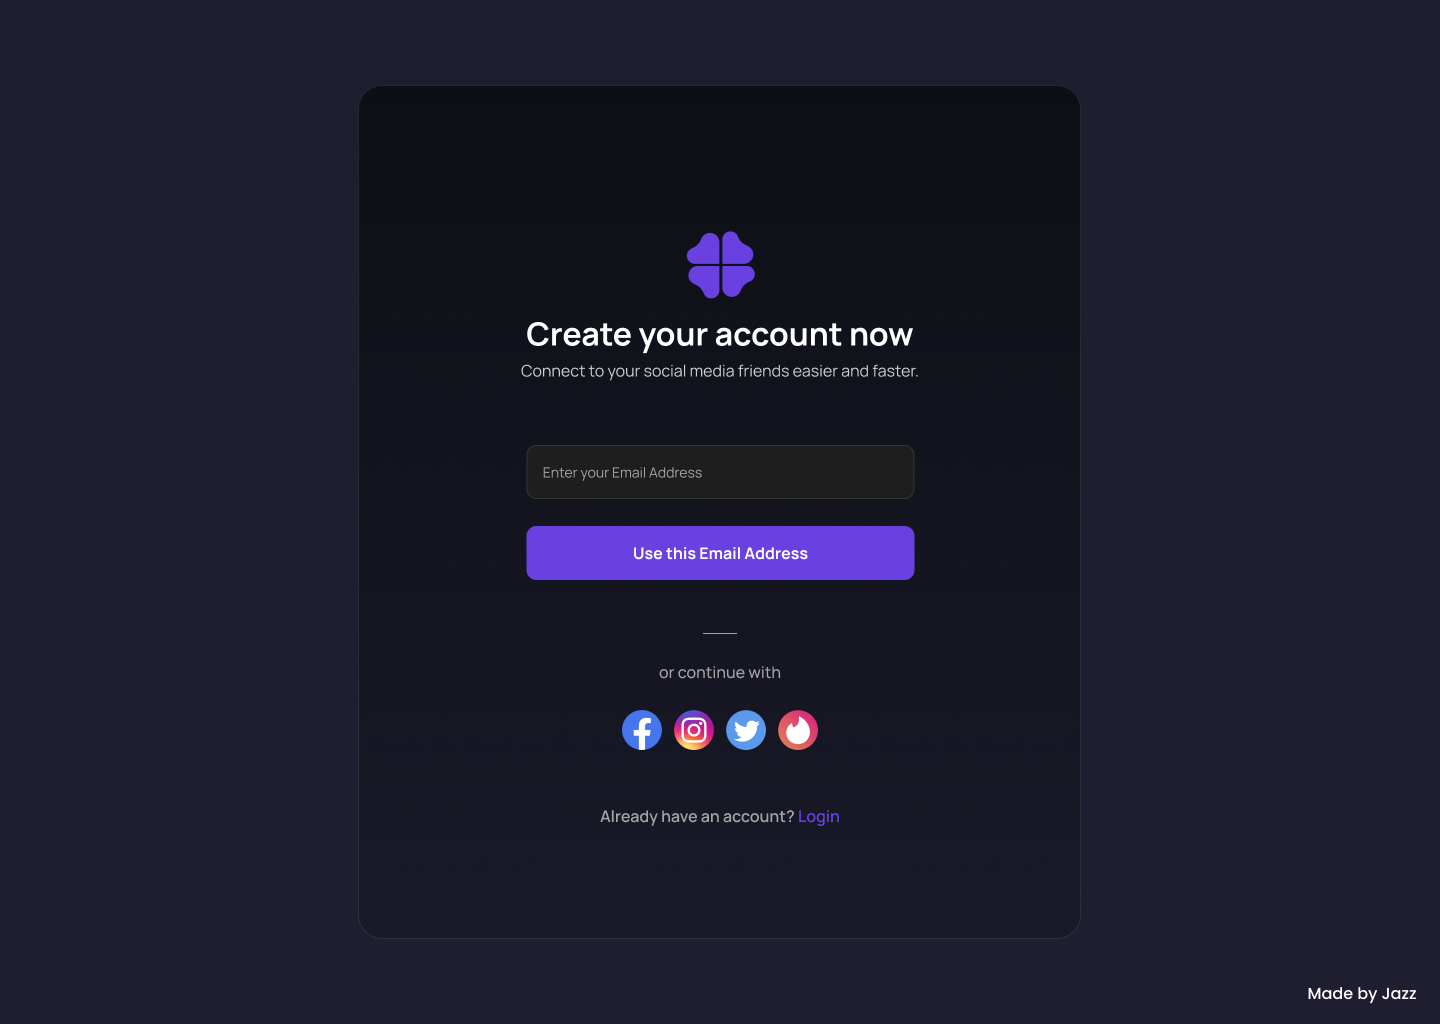 Create your account now
Connect to your social media friends easier and faster.
Enter your Email Address
Use this Email Address
or continue with
Already have an account? Login
Made by Jazz